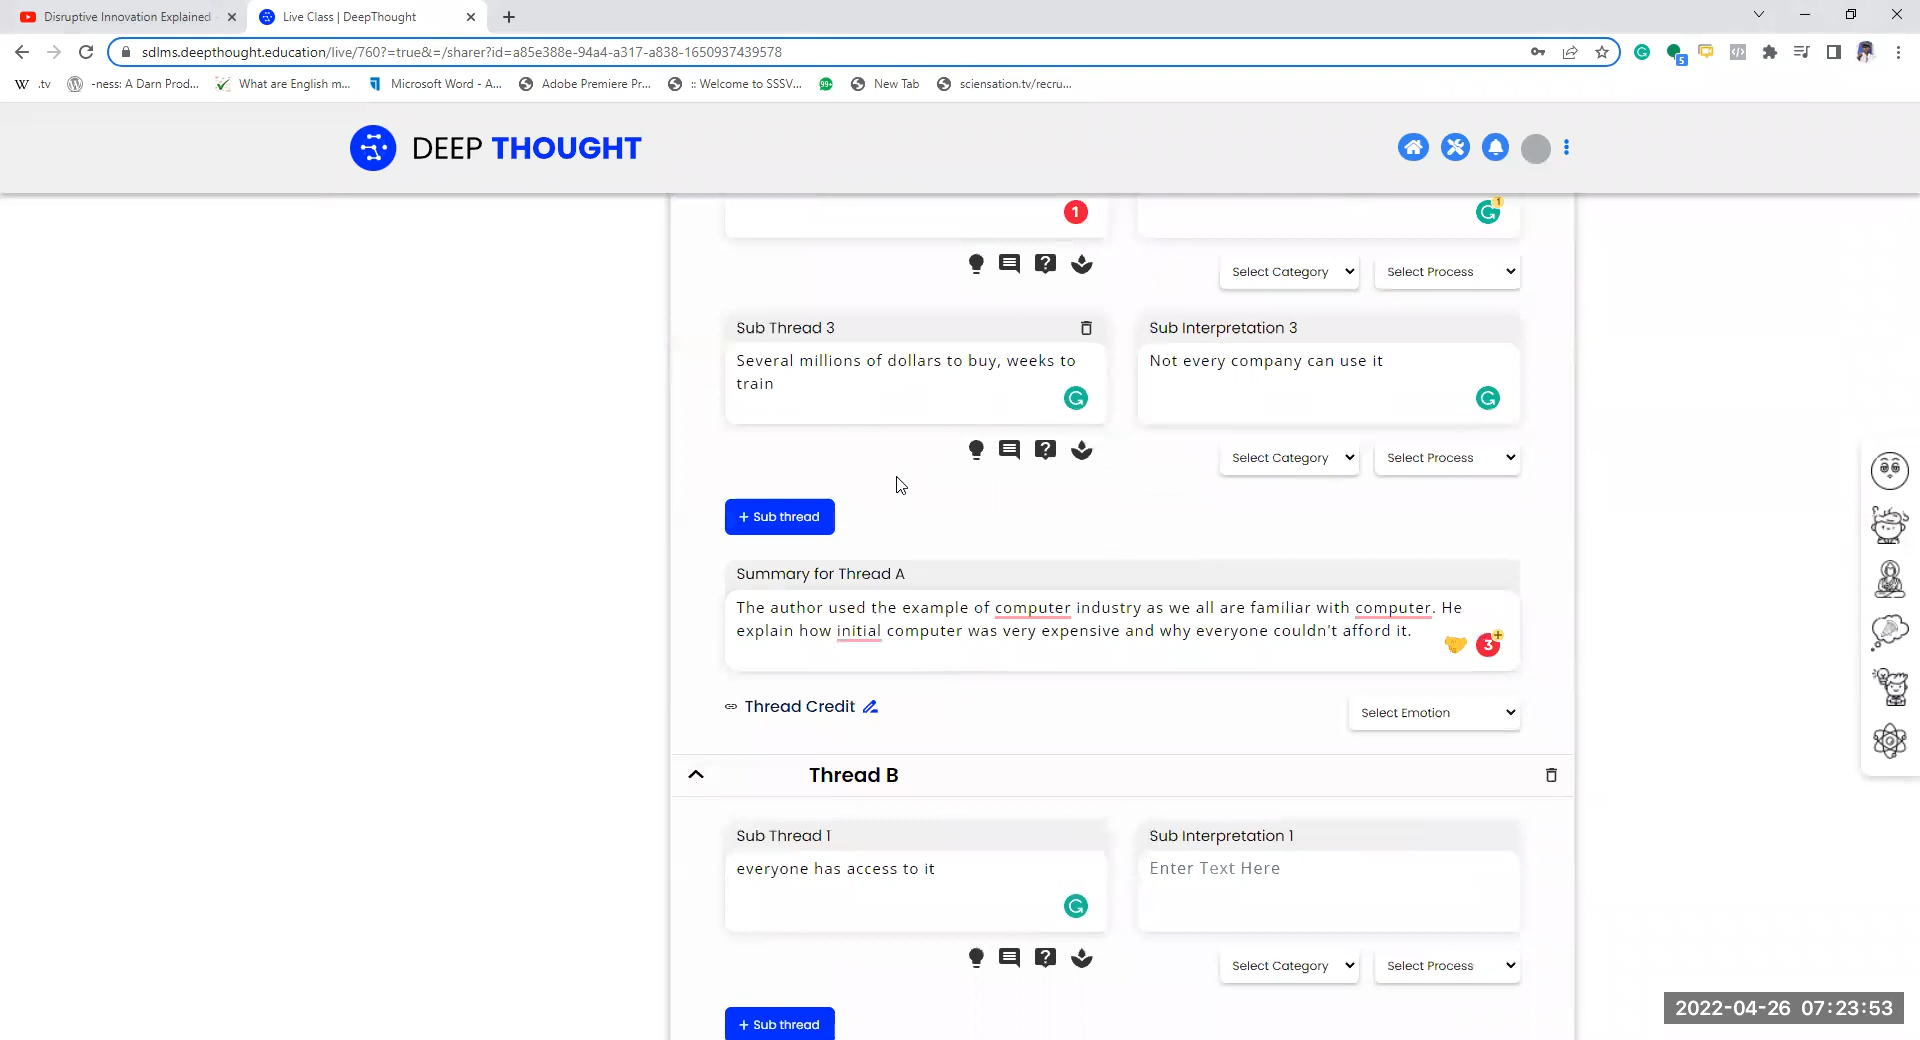 Disruptive Innovation Explained
Live Class | DeepThought
sdlms.deepthought.education/live/760?=true&=/sharer?id=a85e388e-94a4-a317-a838-1650937439578
5
W .tv
-ness: A Darn Prod...
What are English m...
Microsoft Word - A...
Adobe Premiere Pr...
:: Welcome to SSSV...
99+
New Tab
sciensation.tv/recru...
DEEP THOUGHT
1
1
Select Category
Select Process
Sub Thread 3
Sub Interpretation 3
Several millions of dollars to buy, weeks to
train
Not every company can use it
Select Category
Select Process
+ Sub thread
Summary for Thread A
The author used the example of computer industry as we all are familiar with computer. He
explain how initial computer was very expensive and why everyone couldn't afford it.
3
Thread Credit
Select Emotion
Thread B
Sub Thread 1
Sub Interpretation 1
everyone has access to it
Enter Text Here
Select Category
Select Process
+ Sub thread
2022-04-26 07:23:53